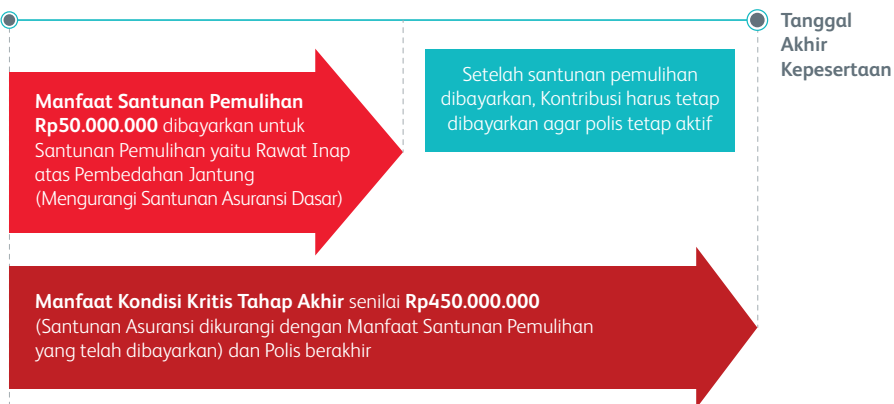 Tanggal
Akhir
Kepesertaan
Manfaat Santunan Pemulihan
Rp50.000.000 dibayarkan untuk
Santunan Pemulihan yaitu Rawat Inap
atas Pembedahan Jantung
(Mengurangi Santunan Asuransi Dasar)
Setelah santunan pemulihan
dibayarkan, Kontribusi harus tetap
dibayarkan agar polis tetap aktif
Manfaat Kondisi Kritis Tahap Akhir senilai Rp450.000.000
(Santunan Asuransi dikurangi dengan Manfaat Santunan Pemulihan
yang telah dibayarkan) dan Polis berakhir